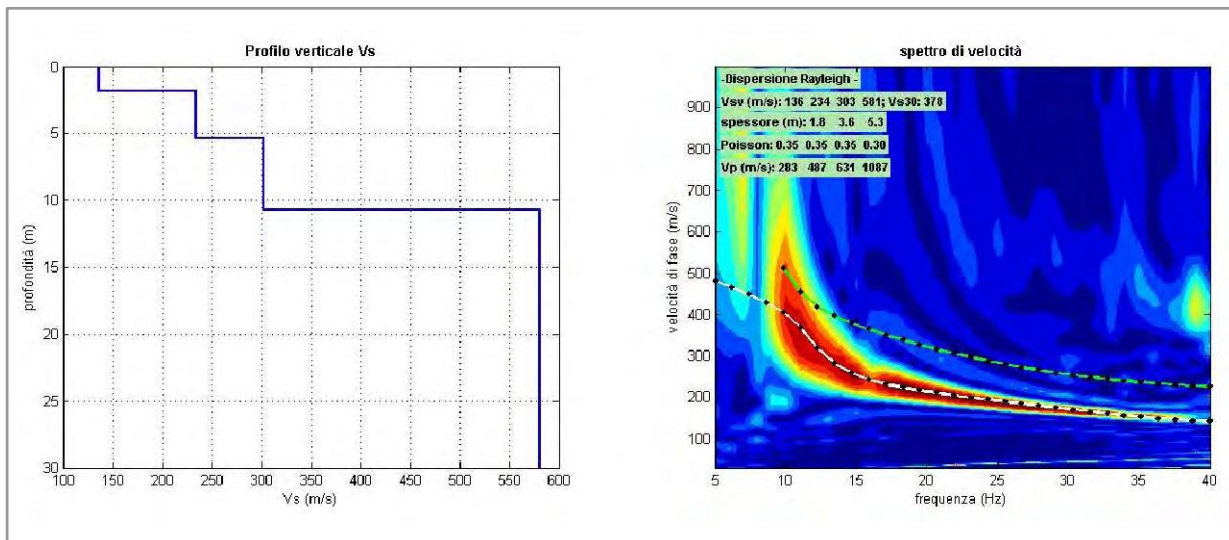 Profilo verticale Vs
0
5
10
15
20
25
30
profondità (m)
100 150 200 250 300 350 400 450 500 550 600
Vs (m/s)
spettro di velocità
-Dispersione Rayleigh -
Vsv (m/s): 136 234 303 581; Vs30: 378
spessore (m): 1.8 3.6 5.3
Poisson: 0.35 0.35 0.35 0.30
Vp (m/s): 283 487 631 1087
900
800
700
600
500
400
300
200
100
velocità di fase (m/s)
5 10 15 20 25 30 35 40
frequenza (Hz)